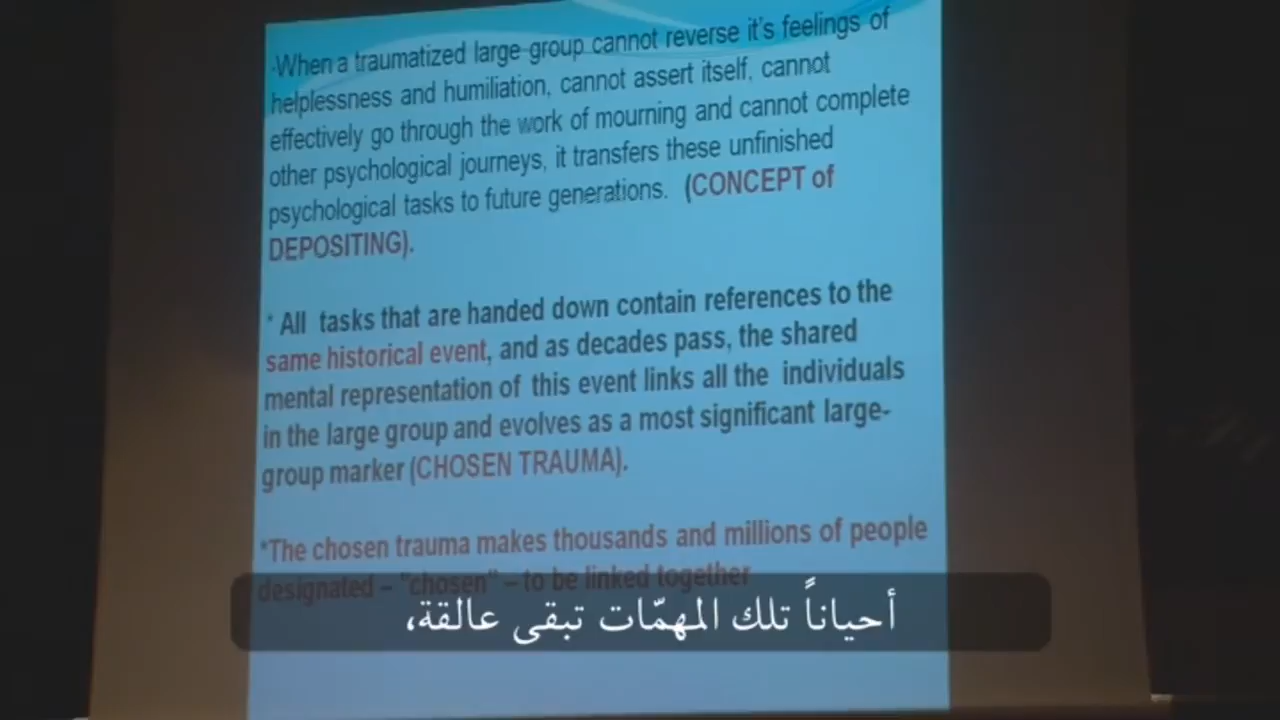 -When a traumatized large group cannot reverse it's feelings of
helplessness and humiliation, cannot assert itself, cannot
effectively go through the work of mourning and cannot complete
other psychological journeys, it transfers these unfinished
psychological tasks to future generations. (CONCEPT of
DEPOSITING).
* All tasks that are handed down contain references to the
same historical event, and as decades pass, the shared
mental representation of this event links all the individuals
in the large group and evolves as a most significant large-
group marker (CHOSEN TRAUMA).
*The chosen trauma makes thousands and millions of people
designated – "chosen" – to be linked together
أحياناً تلك المهمّات تبقى عالقة،